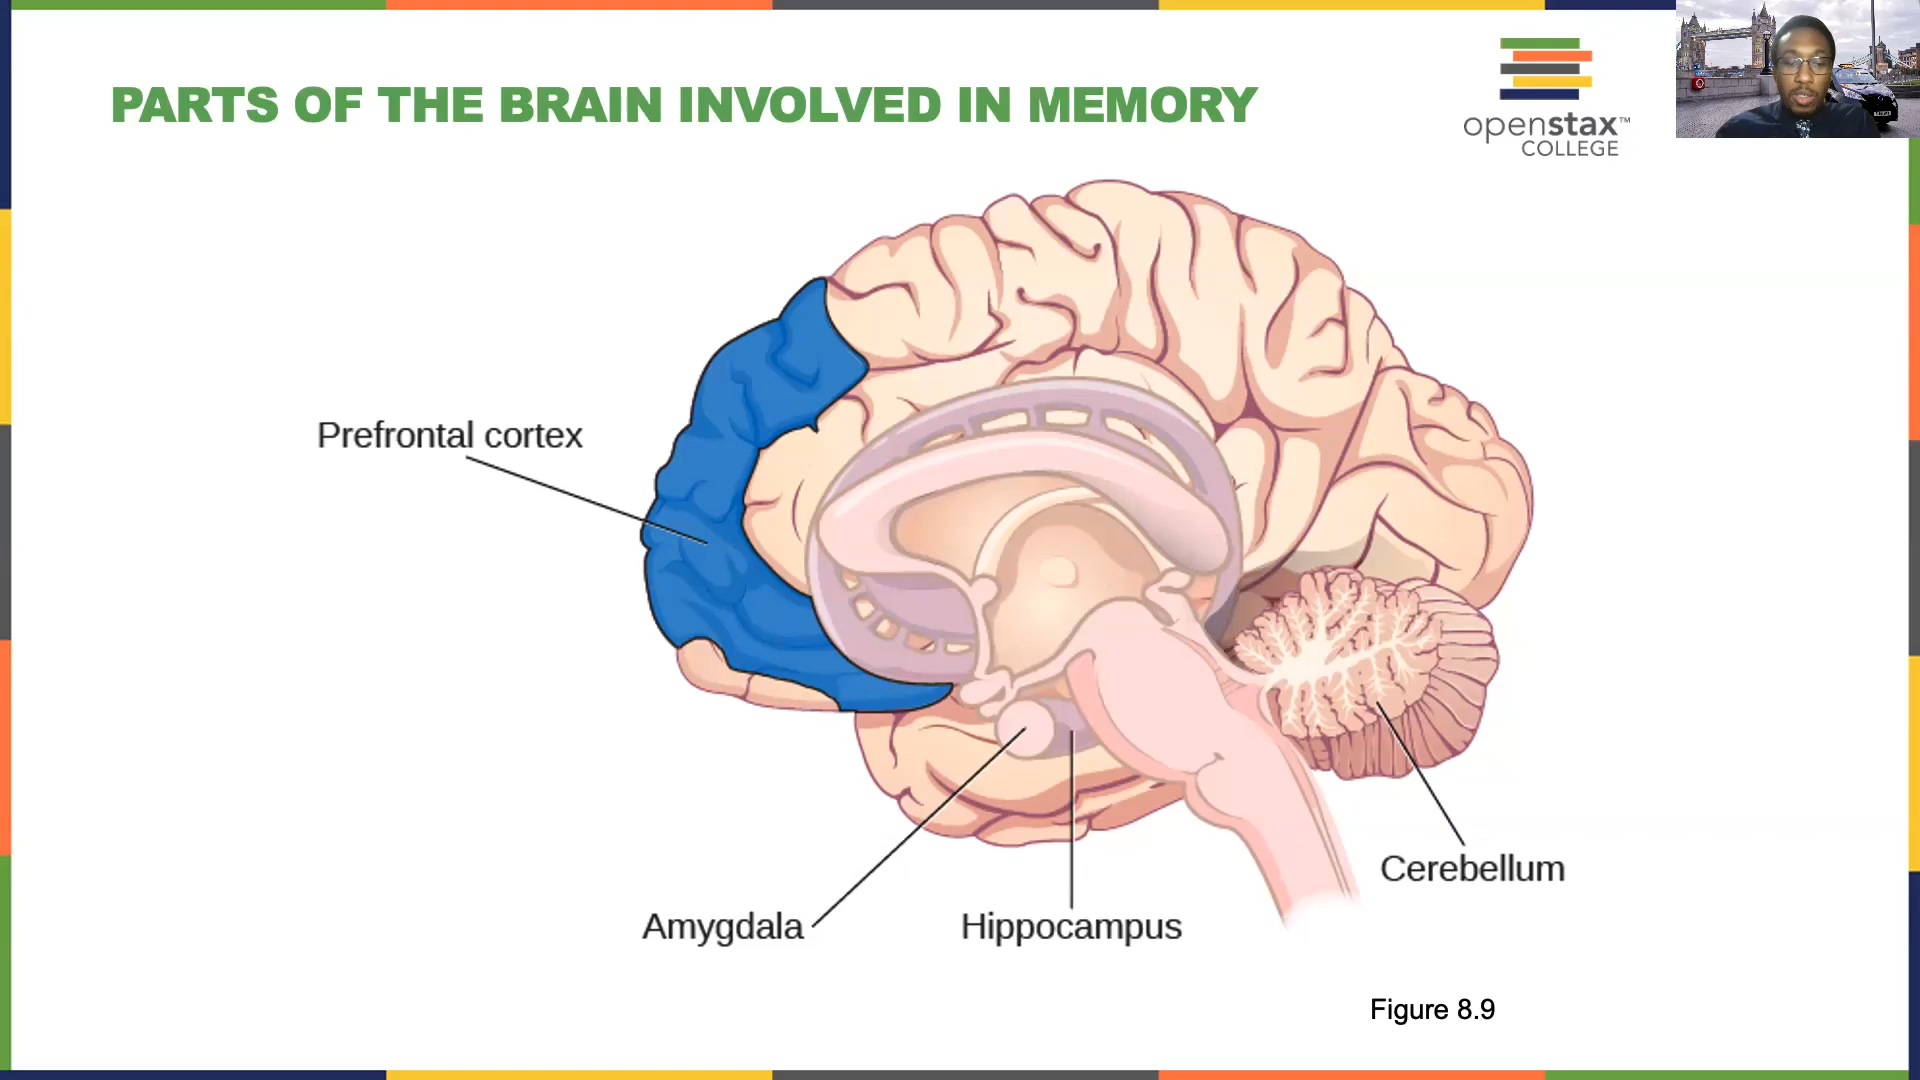 PARTS OF THE BRAIN INVOLVED IN MEMORY
openstax™
COLLEGE
Prefrontal cortex
Cerebellum
Amygdala
Hippocampus
Figure 8.9